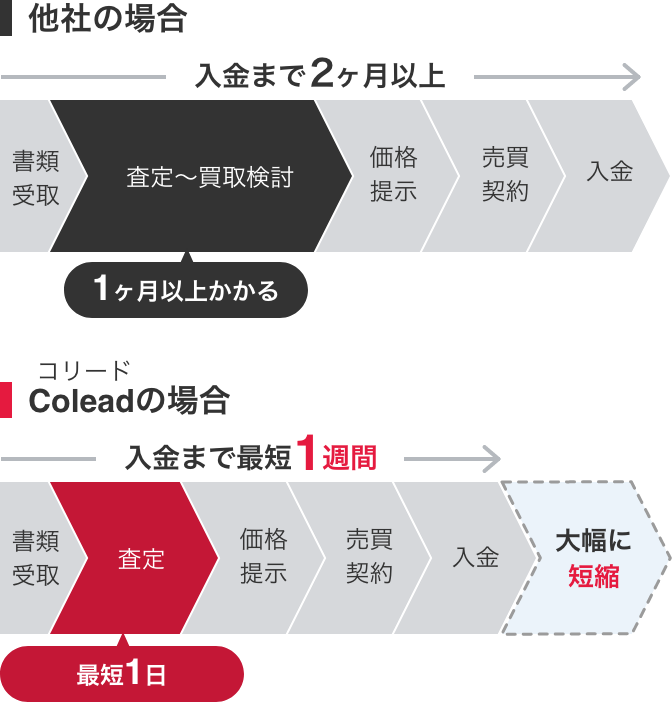 他社の場合
入金まで2ヶ月以上
書類
受取
査定〜買取検討
価格
提示
売買
契約
入金
1ヶ月以上かかる
コリード
Coleadの場合
入金まで最短1週間
書類
受取
査定
価格
提示
売買
契約
入金
大幅に
短縮
最短1日